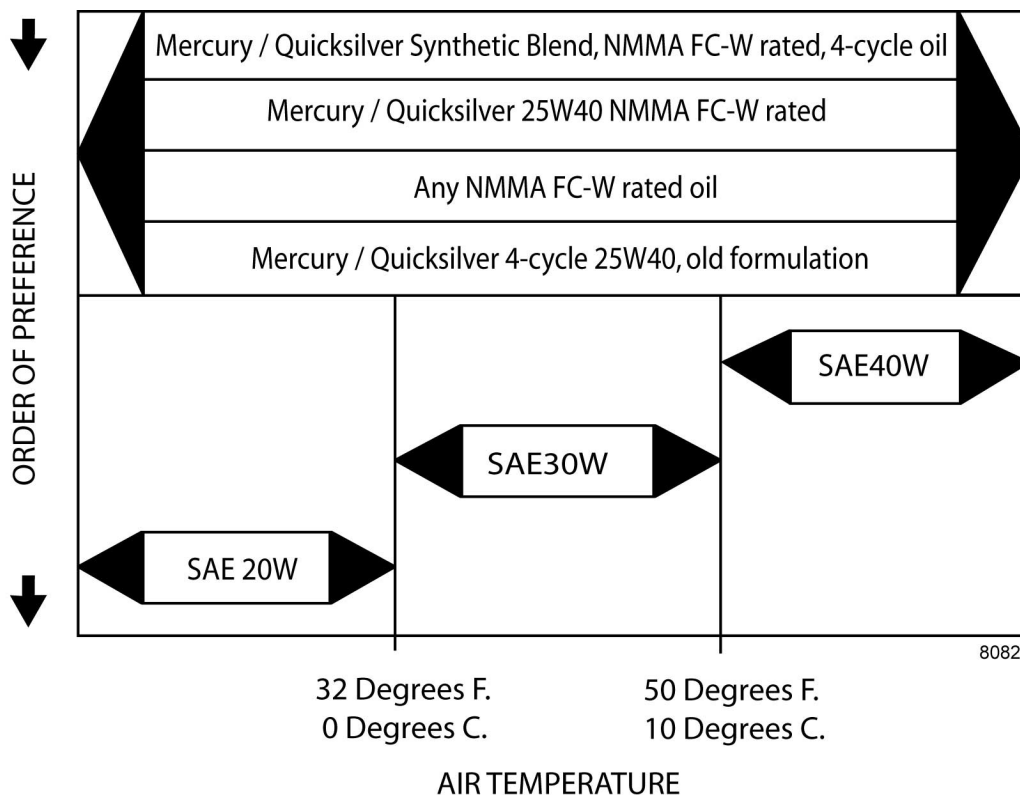 Mercury / Quicksilver Synthetic Blend, NMMA FC-W rated, 4-cycle oil
Mercury / Quicksilver 25W40 NMMA FC-W rated
Any NMMA FC-W rated oil
Mercury / Quicksilver 4-cycle 25W40, old formulation
ORDER OF PREFERENCE
SAE40W
SAE30W
SAE 20W
8082
32 Degrees F.
0 Degrees C.
50 Degrees F.
10 Degrees C.
AIR TEMPERATURE